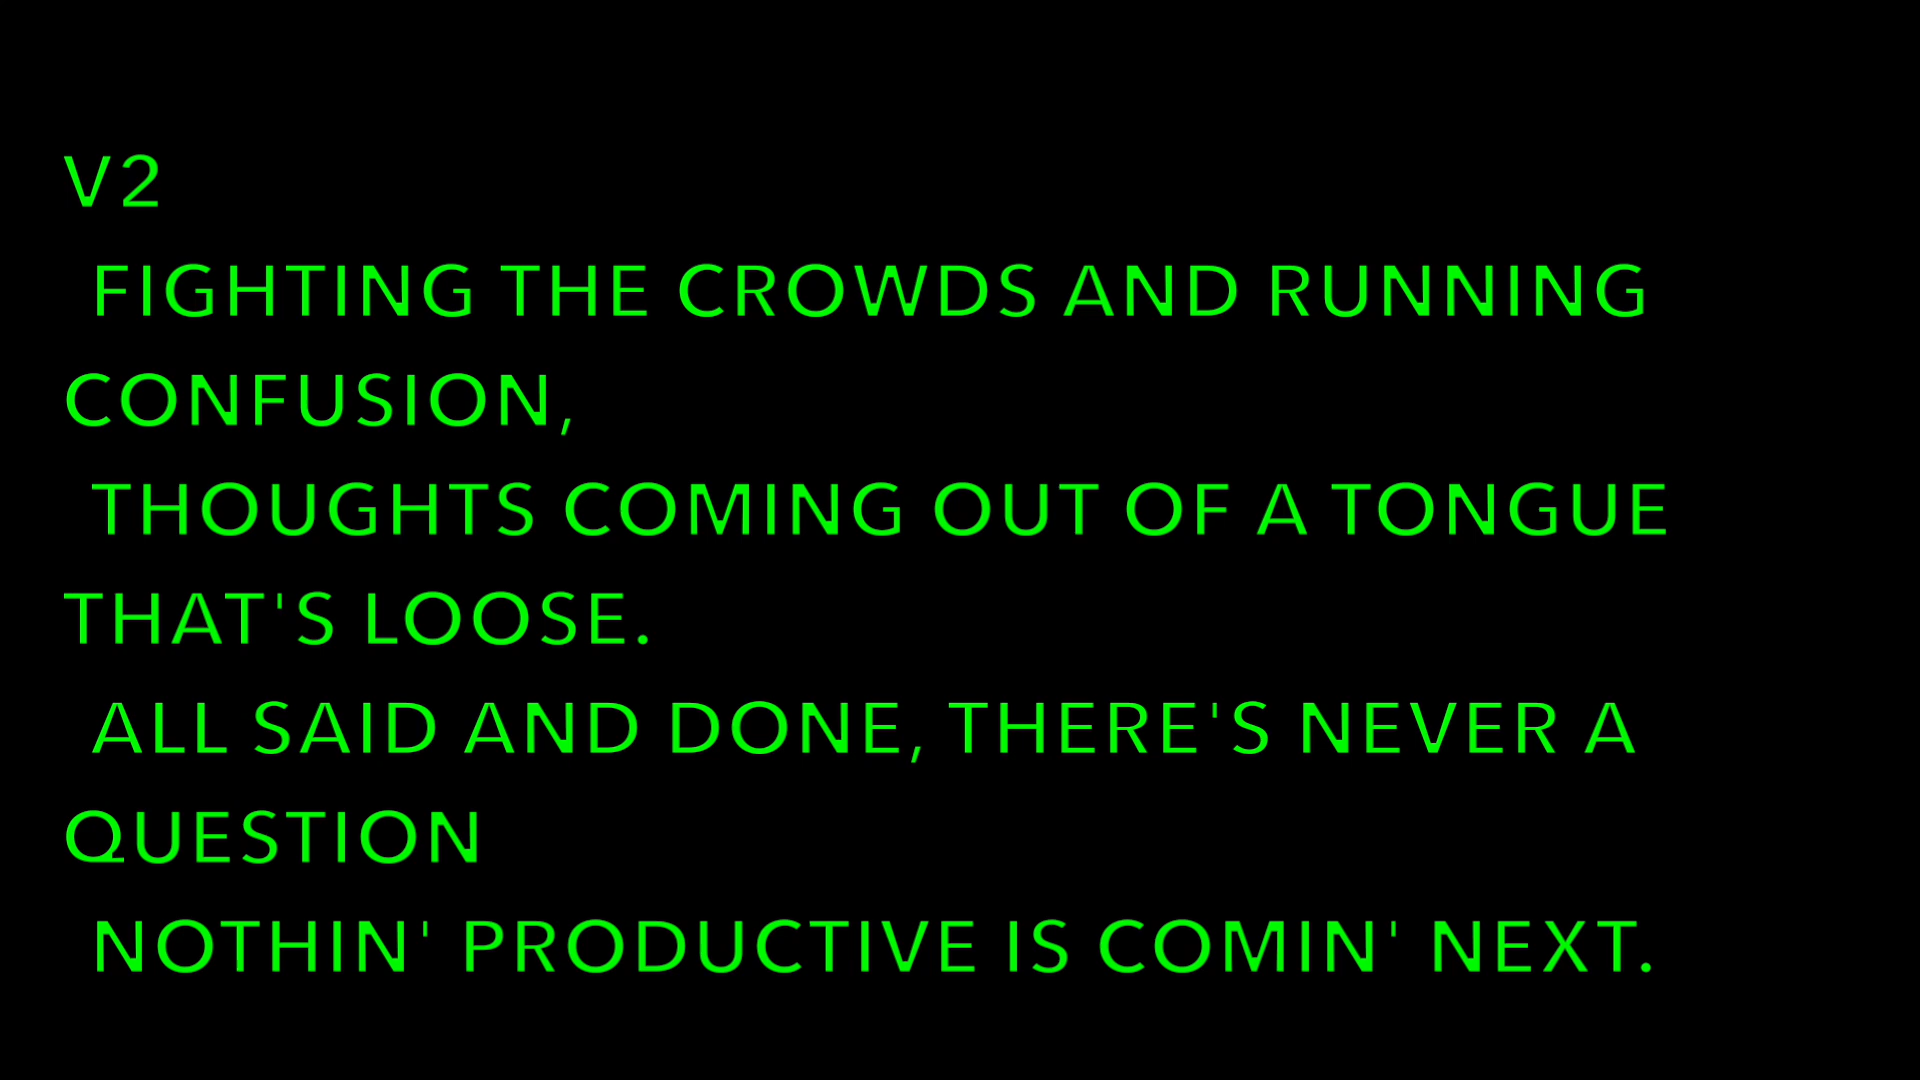 V2
FIGHTING THE CROWDS AND RUNNING
CONFUSION,
THOUGHTS COMING OUT OF A TONGUE
THAT'S LOOSE.
ALL SAID AND DONE, THERE'S NEVER A
QUESTION
NOTHIN' PRODUCTIVE IS COMIN' NEXT.